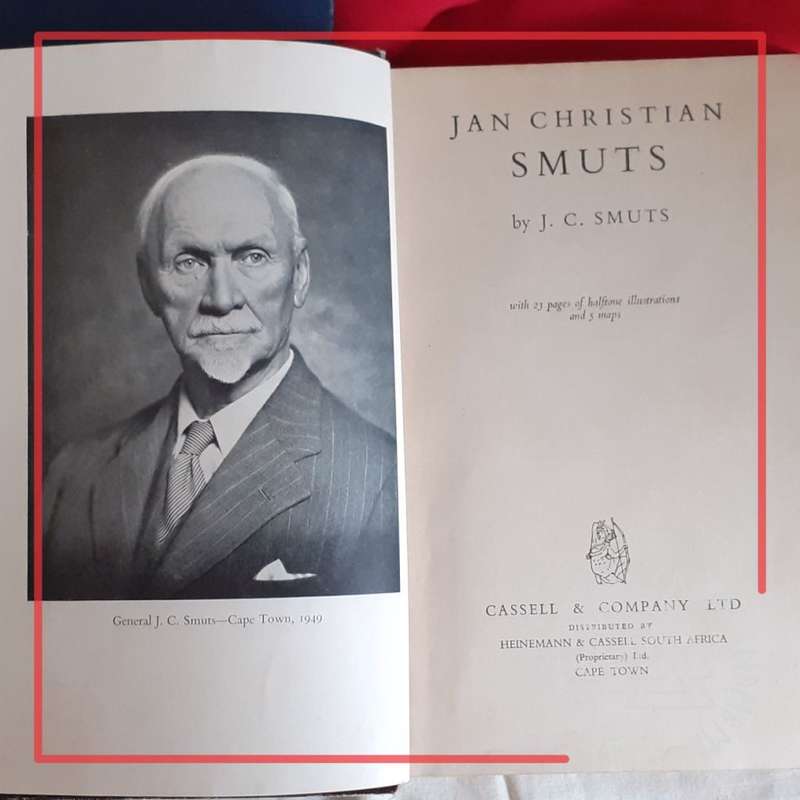 General J. C. Smuts—Cape Town, 1949
JAN CHRISTIAN
SMUTS
by J. C. SMUTS
with 23 pages of halftone illustrations
and 5 maps
CASSELL & COMPANY LTD
DISTRIBUTED BY
HEINEMANN & CASSELL SOUTH AFRICA
(Proprietary) Ltd.
CAPE TOWN